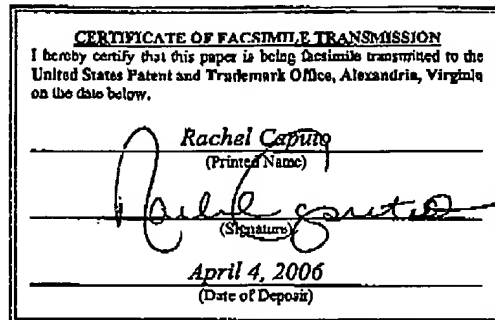 CERTIFICATE OF FACSIMILE TRANSMISSION
I hereby certify that this paper is being facsimile transmitted to the
United States Patent and Trademark Office, Alexandria, Virginia
on the date below.
Rachel Caputo
(Printed Name)
Rachel Caputo
(Signature)
April 4, 2006
(Date of Deposit)